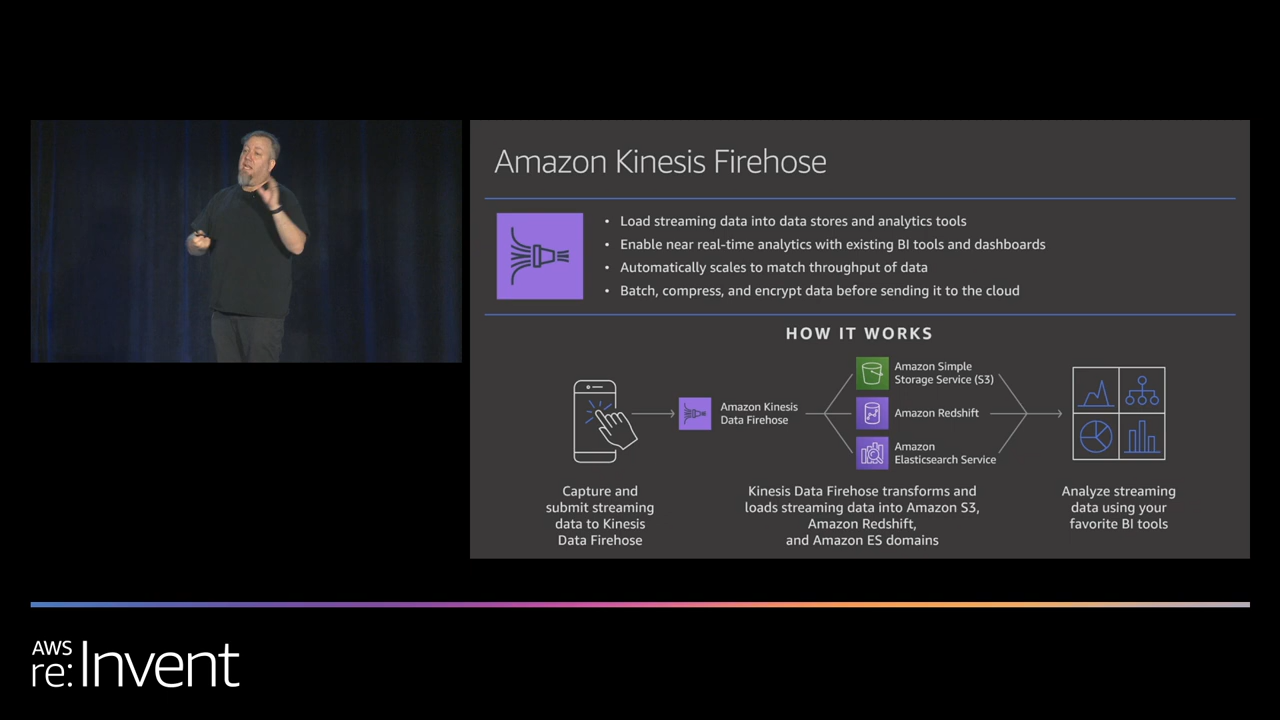 Amazon Kinesis Firehose
• Load streaming data into data stores and analytics tools
• Enable near real-time analytics with existing BI tools and dashboards
• Automatically scales to match throughput of data
• Batch, compress, and encrypt data before sending it to the cloud
HOW IT WORKS
Amazon Kinesis
Data Firehose
Amazon Simple
Storage Service (S3)
Amazon Redshift
Amazon
Elasticsearch Service
Capture and
submit streaming
data to Kinesis
Data Firehose
Kinesis Data Firehose transforms and
loads streaming data into Amazon S3,
Amazon Redshift,
and Amazon ES domains
Analyze streaming
data using your
favorite BI tools
AWS
re:Invent